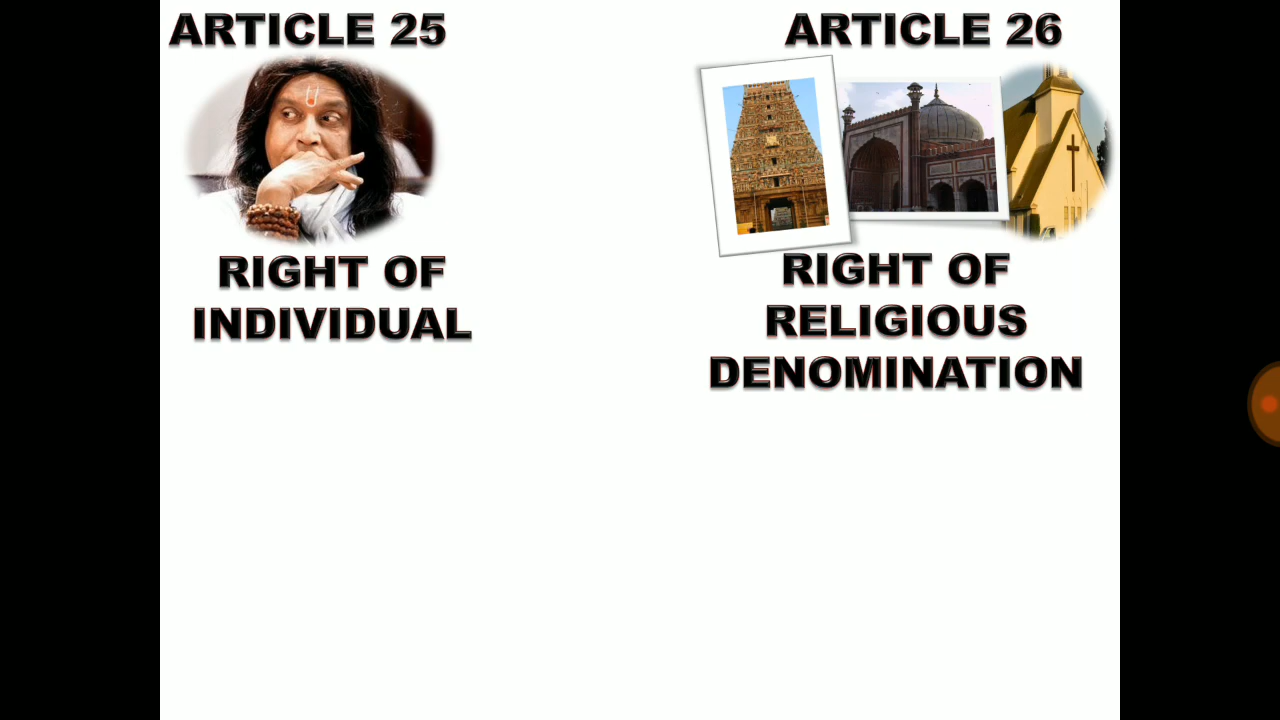 ARTICLE 25
RIGHT OF
INDIVIDUAL
ARTICLE 26
RIGHT OF
RELIGIOUS
DENOMINATION